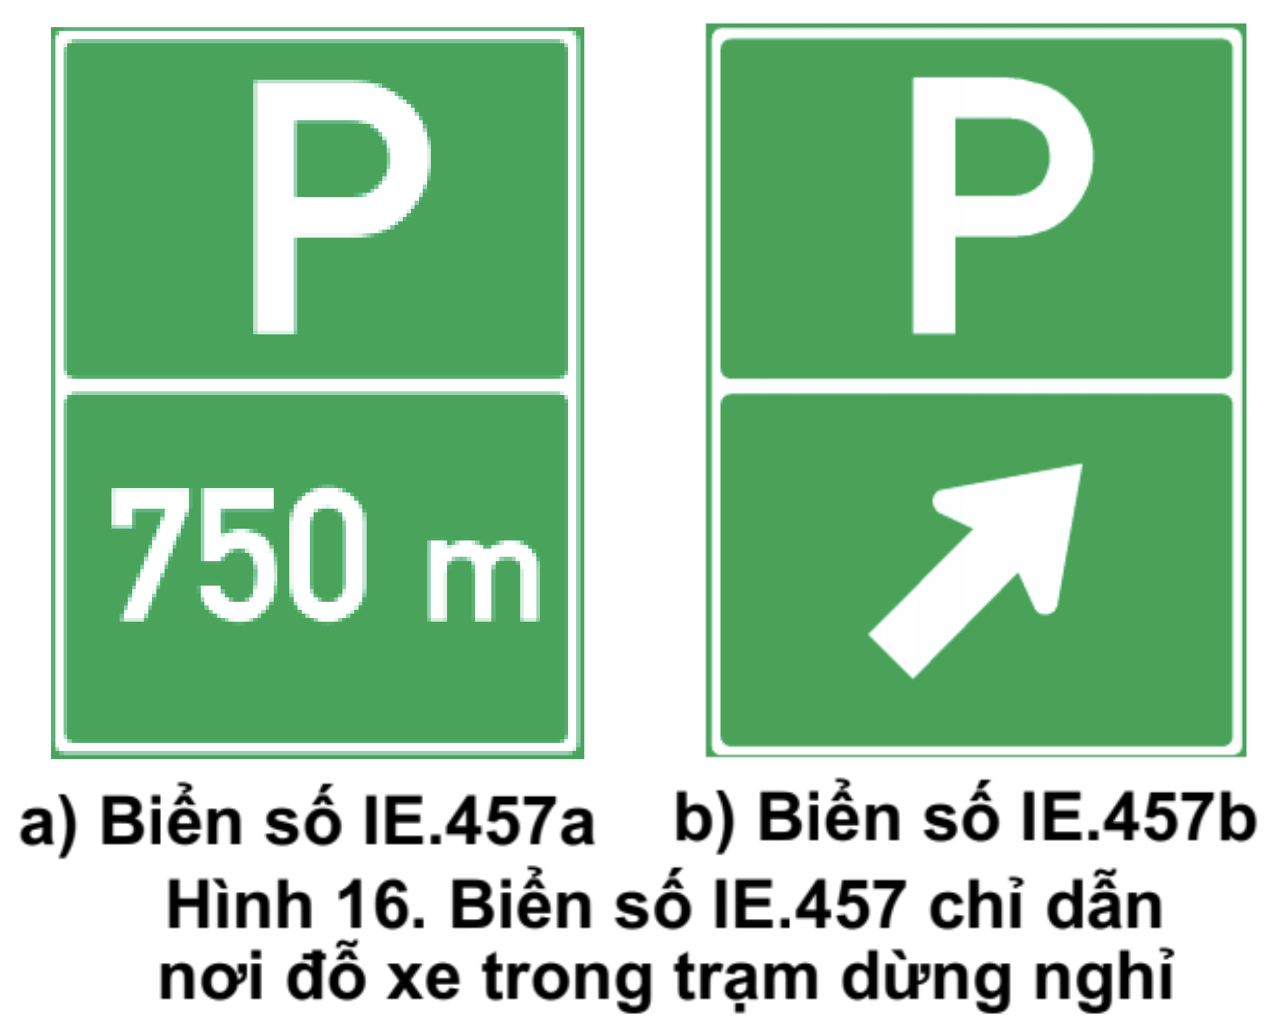 P
750 m
P
a) Biển số IE.457a
b) Biển số IE.457b
Hình 16. Biển số IE.457 chỉ dẫn
nơi đỗ xe trong trạm dừng nghỉ